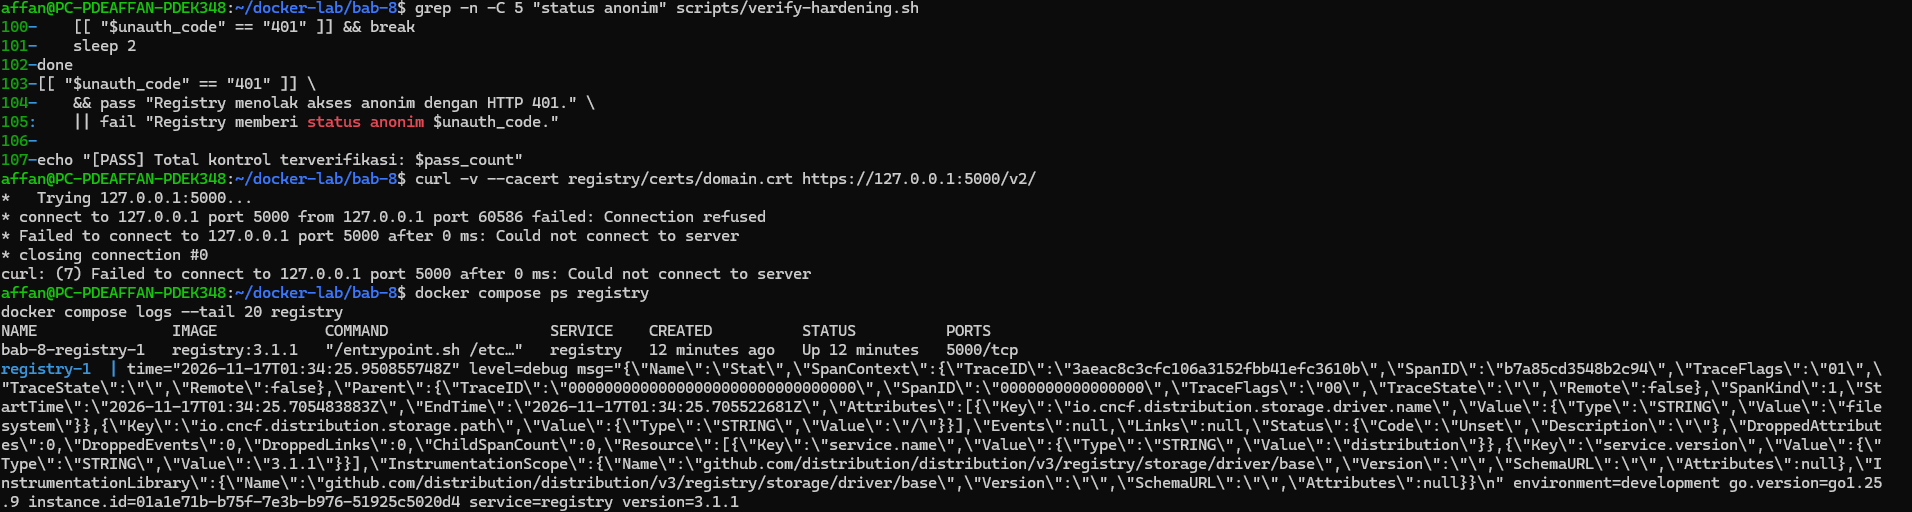 affan@PC-PDEAFFAN-PDEK348:~/docker-lab/bab-8$ grep -n -C 5 "status anonim" scripts/verify-hardening.sh
100-    [[ "$unauth_code" == "401" ]] && break
101-    sleep 2
102-done
103-[[ "$unauth_code" == "401" ]] \
104-    && pass "Registry menolak akses anonim dengan HTTP 401." \
105:    || fail "Registry memberi status anonim $unauth_code."
106-
107-echo "[PASS] Total kontrol terverifikasi: $pass_count"
affan@PC-PDEAFFAN-PDEK348:~/docker-lab/bab-8$ curl -v --cacert registry/certs/domain.crt https://127.0.0.1:5000/v2/
*   Trying 127.0.0.1:5000...
* connect to 127.0.0.1 port 5000 from 127.0.0.1 port 60586 failed: Connection refused
* Failed to connect to 127.0.0.1 port 5000 after 0 ms: Could not connect to server
* closing connection #0
curl: (7) Failed to connect to 127.0.0.1 port 5000 after 0 ms: Could not connect to server
affan@PC-PDEAFFAN-PDEK348:~/docker-lab/bab-8$ docker compose ps registry
docker compose logs --tail 20 registry
NAME                IMAGE            COMMAND                  SERVICE    CREATED          STATUS          PORTS
bab-8-registry-1   registry:3.1.1   "/entrypoint.sh /etc…"   registry   12 minutes ago   Up 12 minutes   5000/tcp
registry-1  | time="2026-11-17T01:34:25.950855748Z" level=debug msg="{\"Name\":\"Stat\",\"SpanContext\":{\"TraceID\":\"3aeac8c3cfc106a3152fbb41efc3610b\",\"SpanID\":\"b7a85cd3548b2c94\",\"TraceFlags\":\"01\",\
"TraceState\":\"\",\"Remote\":false},\"Parent\":{\"TraceID\":\"00000000000000000000000000000000\",\"SpanID\":\"0000000000000000\",\"TraceFlags\":\"00\",\"TraceState\":\"\",\"Remote\":false},\"SpanKind\":1,\"St
artTime\":\"2026-11-17T01:34:25.705483883Z\",\"EndTime\":\"2026-11-17T01:34:25.705522681Z\",\"Attributes\":[{\"Key\":\"io.cncf.distribution.storage.driver.name\",\"Value\":{\"Type\":\"STRING\",\"Value\":\"file
system\"}},{\"Key\":\"io.cncf.distribution.storage.path\",\"Value\":{\"Type\":\"STRING\",\"Value\":\"/\"}}],\"Events\":null,\"Links\":null,\"Status\":{\"Code\":\"Unset\",\"Description\":\"\"},\"DroppedAttribut
es\":0,\"DroppedEvents\":0,\"DroppedLinks\":0,\"ChildSpanCount\":0,\"Resource\":[{\"Key\":\"service.name\",\"Value\":{\"Type\":\"STRING\",\"Value\":\"distribution\"}},{\"Key\":\"service.version\",\"Value\":{\"
Type\":\"STRING\",\"Value\":\"3.1.1\"}}],\"InstrumentationScope\":{\"Name\":\"github.com/distribution/distribution/v3/registry/storage/driver/base\",\"Version\":\"\",\"SchemaURL\":\"\",\"Attributes\":null},\"I
nstrumentationLibrary\":{\"Name\":\"github.com/distribution/distribution/v3/registry/storage/driver/base\",\"Version\":\"\",\"SchemaURL\":\"\",\"Attributes\":null}}\n" environment=development go.version=go1.25
.9 instance.id=01a1e71b-b75f-7e3b-b976-51925c5020d4 service=registry version=3.1.1